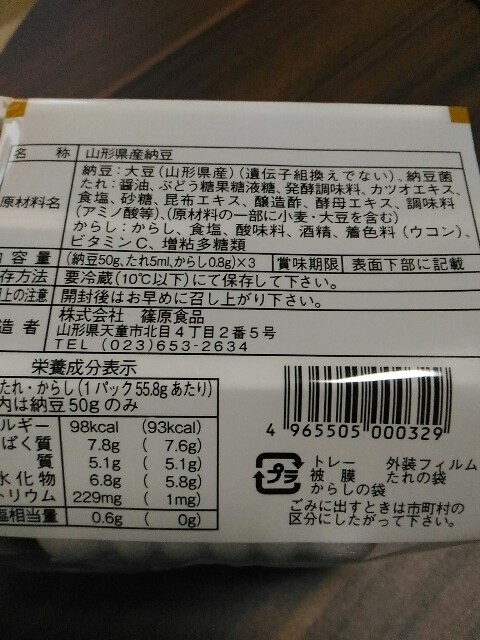 名 称 山形県産納豆
原材料名 納豆:大豆(山形県産)(遺伝子組換えでない)、納豆菌
たれ:醤油、ぶどう糖果糖液糖、発酵調味料、カツオエキス、
食塩、砂糖、昆布エキス、醸造酢、酵母エキス、調味料
(アミノ酸等)、(原材料の一部に小麦・大豆を含む)
からし:からし、食塩、酸味料、酒精、着色料(ウコン)、
ビタミンC、増粘多糖類
内容量 (納豆50g、たれ5ml、からし0.8g)×3 賞味期限 表面下部に記載
存方法 要冷蔵(10℃以下)にて保存して下さい。
上の注意 開封後はお早めに召し上がり下さい。
造者 株式会社 篠原食品
山形県天童市北目4丁目2番5号
TEL (023)653-2634
栄養成分表示
たれ・からし(1パック55.8gあたり)
内は納豆50gのみ
ルギー 98kcal (93kcal)
ぱく質 7.8g ( 7.6g)
質 5.1g ( 5.1g)
水化物 6.8g ( 5.8g)
トリウム 229mg ( 1mg)
塩相当量 0.6g ( 0g)
4 965505 000329
プラ
トレー 外装フィルム
被膜 たれの袋
からしの袋
ごみに出すときは市町村の
区分にしたがって下さい。